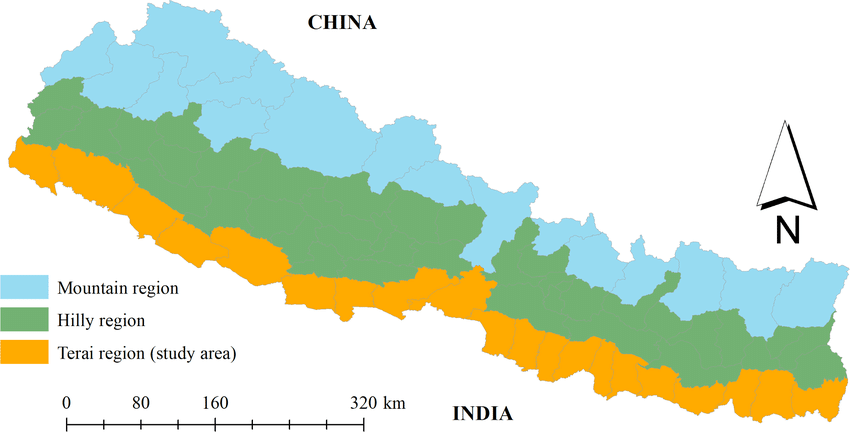 CHINA
N
Mountain region
Hilly region
Terai region (study area)
0 80 160 320 km
INDIA